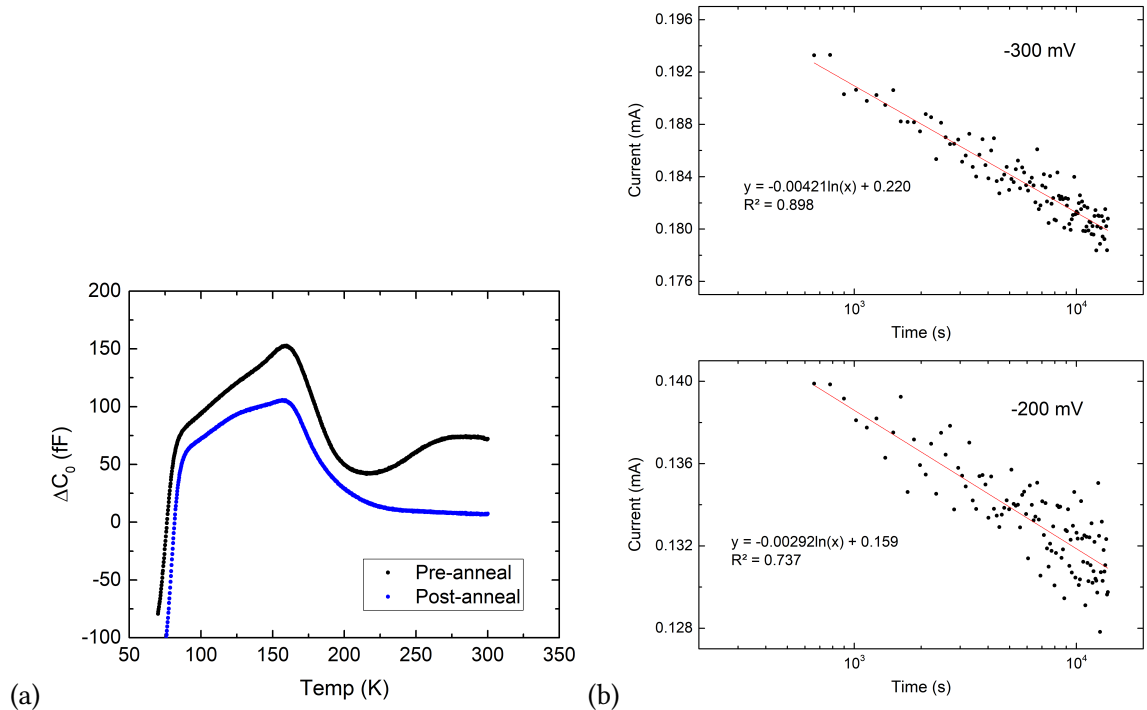 200
150
100
50
0
-50
-100
50 100 150 200 250 300 350
ΔC₀ (fF)
Temp (K)
Pre-anneal
Post-anneal
(a)
0.196
0.192
0.188
0.184
0.180
0.176
10³ 10⁴
Current (mA)
Time (s)
-300 mV
y = -0.00421ln(x) + 0.220
R² = 0.898
0.140
0.136
0.132
0.128
10³ 10⁴
Current (mA)
Time (s)
-200 mV
y = -0.00292ln(x) + 0.159
R² = 0.737
(b)